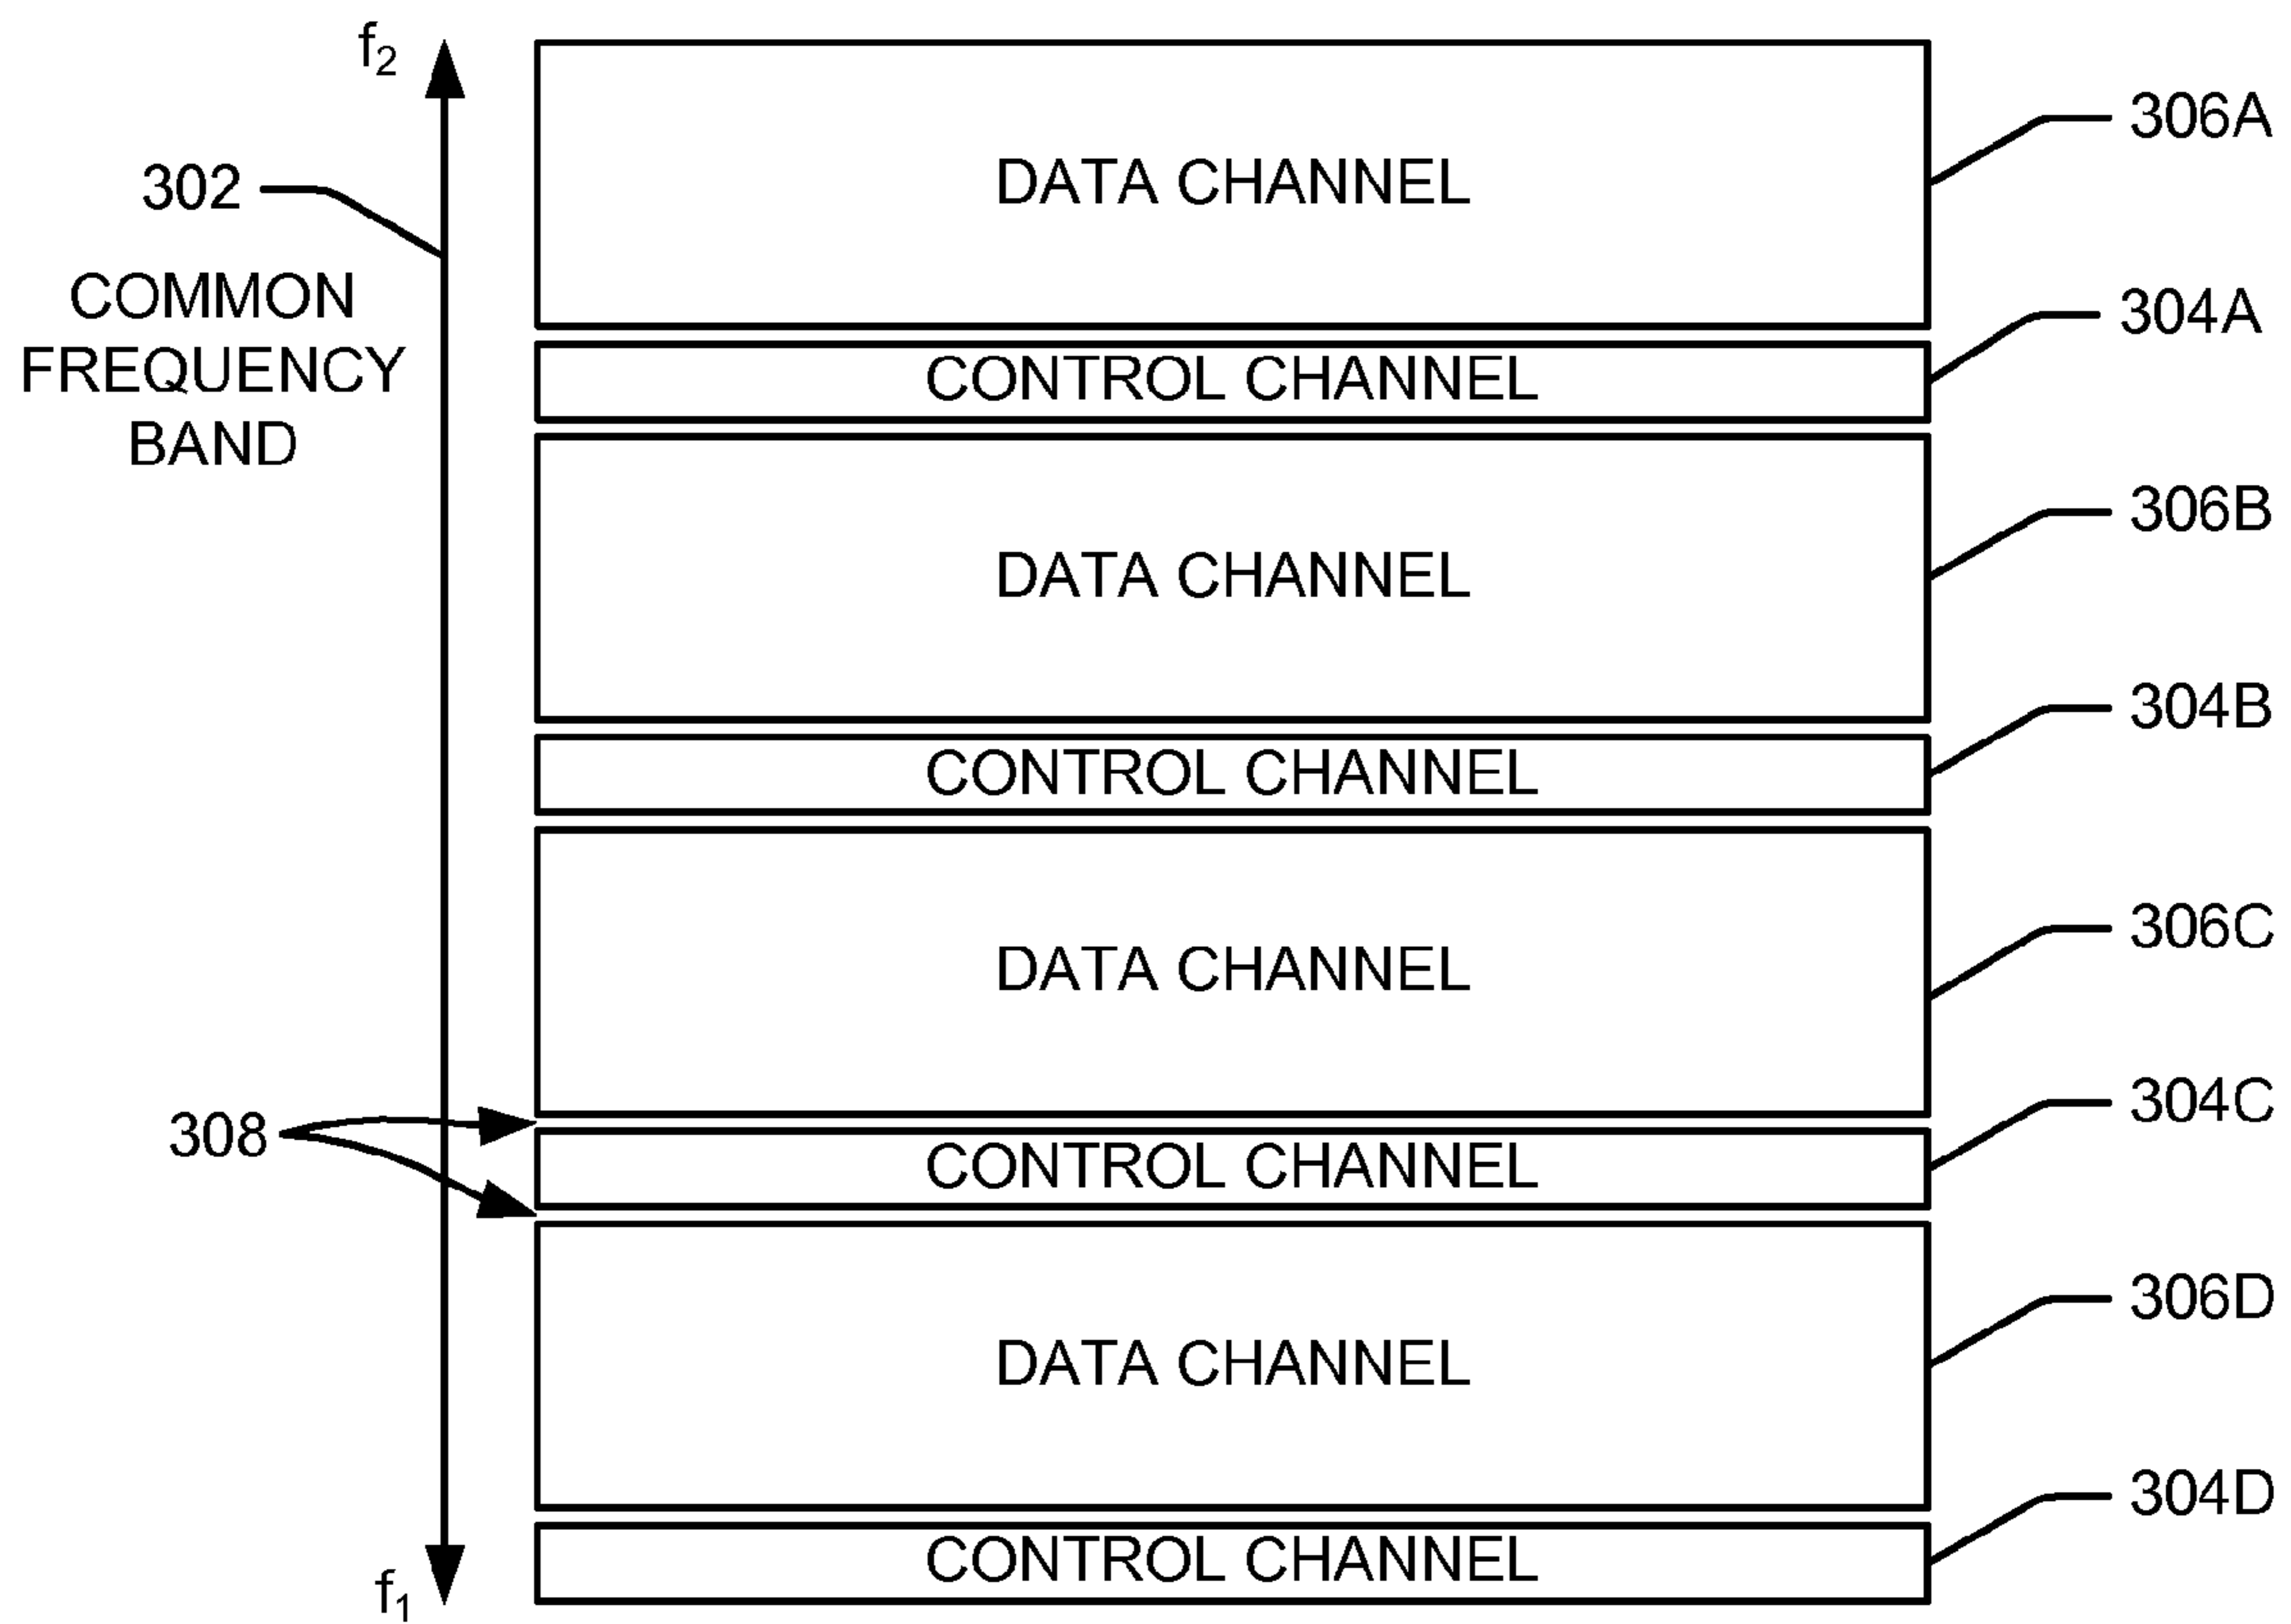 f2
302
COMMON
FREQUENCY
BAND
DATA CHANNEL
306A
CONTROL CHANNEL
304A
DATA CHANNEL
306B
CONTROL CHANNEL
304B
DATA CHANNEL
306C
308
CONTROL CHANNEL
304C
DATA CHANNEL
306D
CONTROL CHANNEL
304D
f1